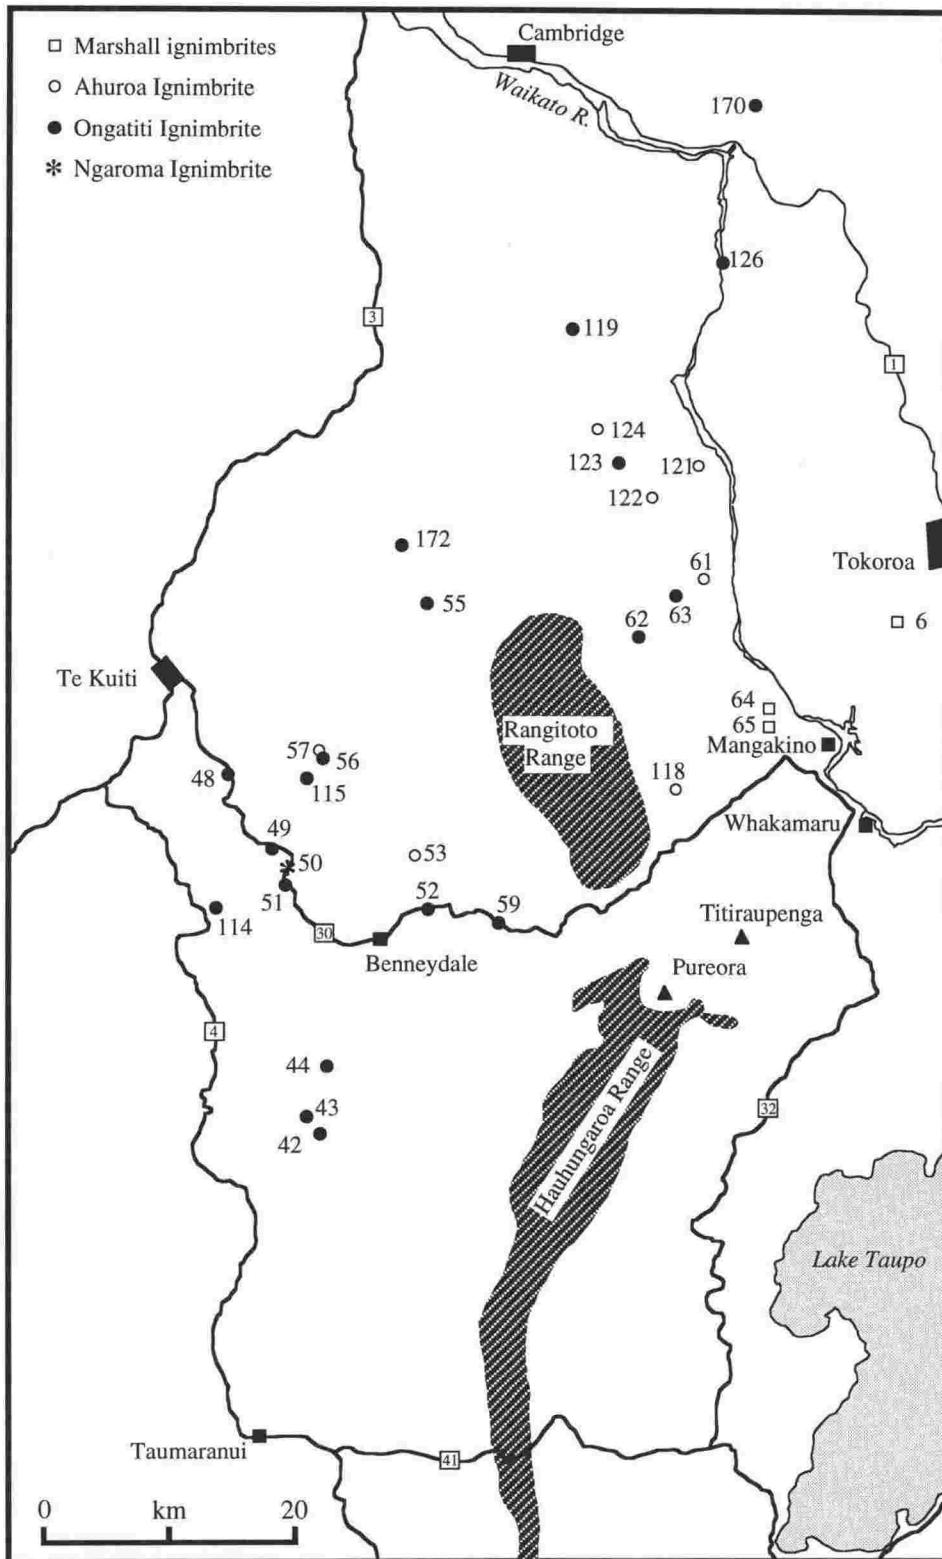 Marshall ignimbrites
Ahuroa Ignimbrite
Ongatiti Ignimbrite
Ngaroma Ignimbrite
Cambridge
Waikato R.
170
126
3
119
1
124
123
121
122
172
61
Tokoroa
55
62
63
6
Te Kuiti
64
Rangitoto
Range
65
Mangakino
57
56
48
115
118
Whakamaru
49
53
50
51
52
59
114
30
Titiraupenga
Benneydale
Pureora
4
44
Hauhungaroa Range
43
32
42
Lake Taupo
Taumaranui
41
0 km 20